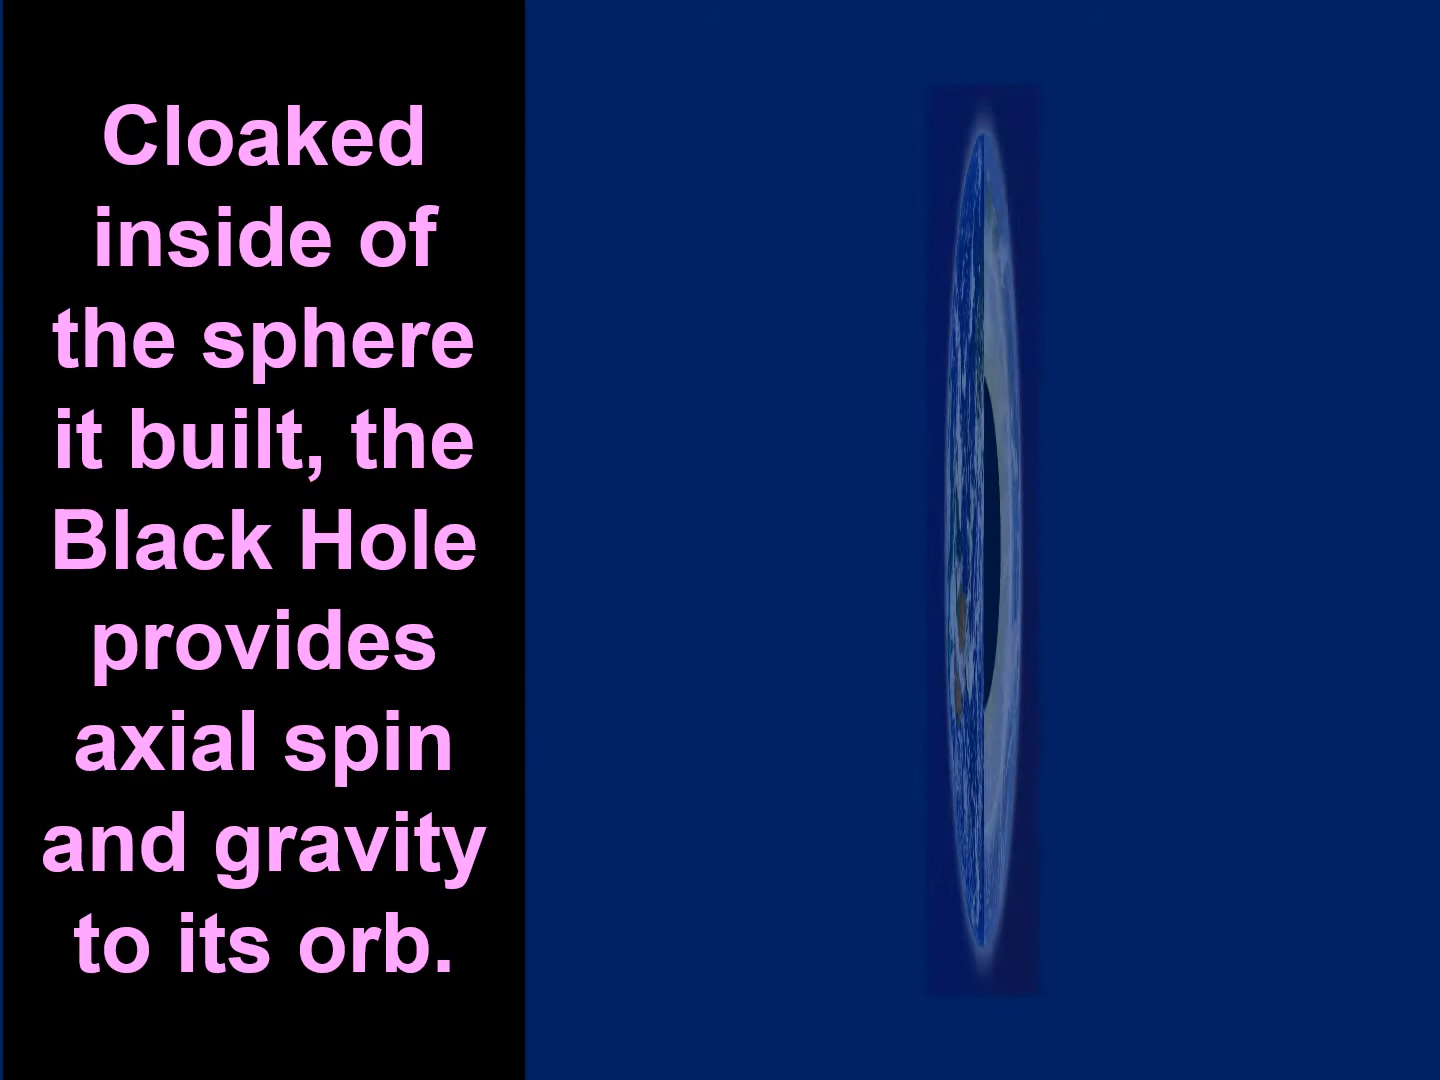 Cloaked
inside of
the sphere
it built, the
Black Hole
provides
axial spin
and gravity
to its orb.